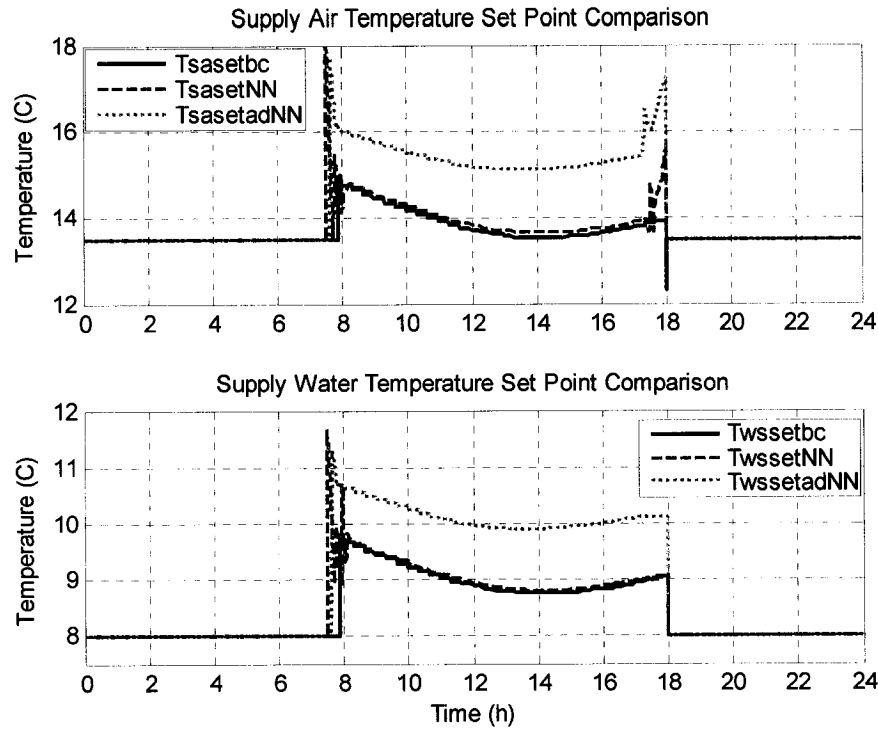 Supply Air Temperature Set Point Comparison
Temperature (C)
18
16
14
12
Tsasetbc
TsasetNN
TsasetadNN
0 2 4 6 8 10 12 14 16 18 20 22 24
Supply Water Temperature Set Point Comparison
Temperature (C)
12
11
10
9
8
Twssetbc
TwssetNN
TwssetadNN
0 2 4 6 8 10 12 14 16 18 20 22 24
Time (h)